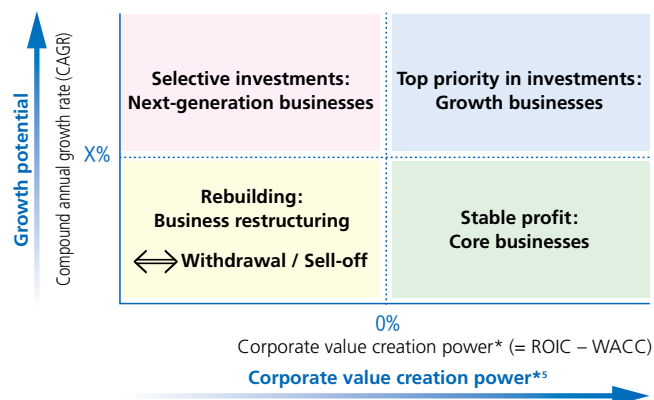 Growth potential
Compound annual growth rate (CAGR)
Selective investments:
Next-generation businesses
Top priority in investments:
Growth businesses
X%
Rebuilding:
Business restructuring
Withdrawal / Sell-off
Stable profit:
Core businesses
0%
Corporate value creation power* (= ROIC – WACC)
Corporate value creation power*⁵